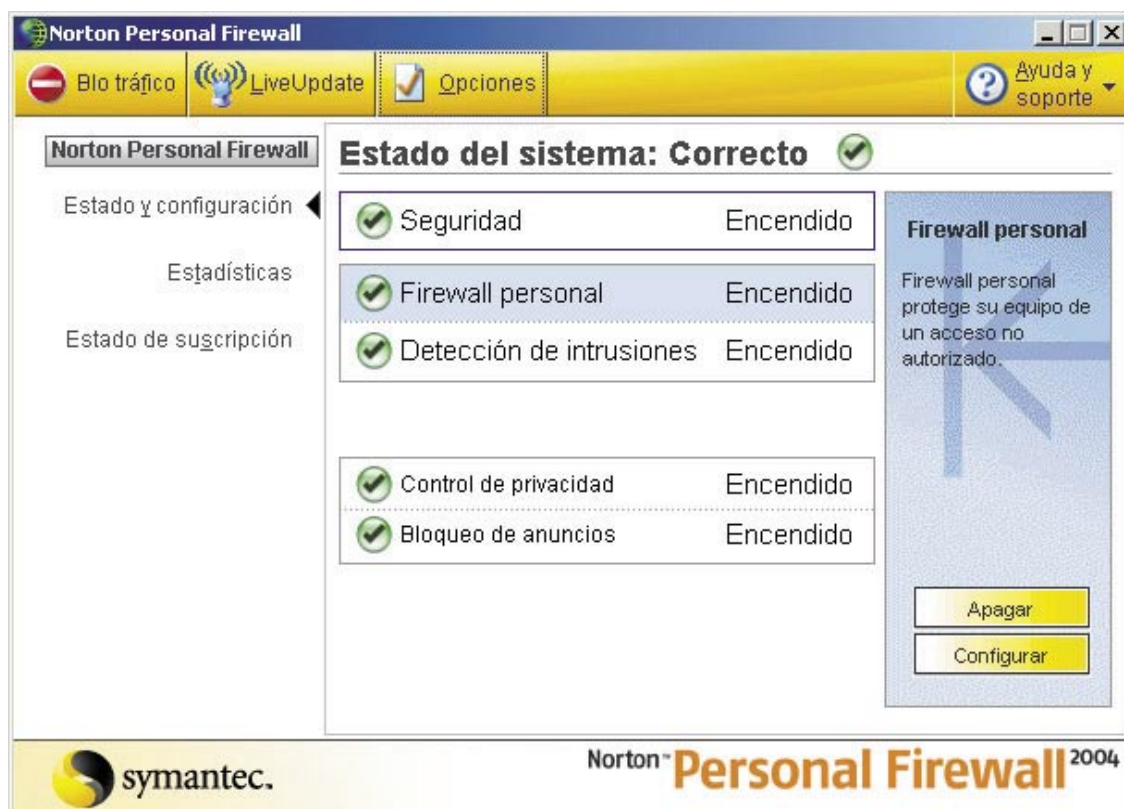 Norton Personal Firewall
Blo tráfico
LiveUpdate
Opciones
Ayuda y
soporte
Norton Personal Firewall
Estado y configuración
Estadísticas
Estado de suscripción
Estado del sistema: Correcto
Seguridad Encendido
Firewall personal Encendido
Detección de intrusiones Encendido
Control de privacidad Encendido
Bloqueo de anuncios Encendido
Firewall personal
Firewall personal
protege su equipo de
un acceso no
autorizado.
Apagar
Configurar
symantec.
Norton™ Personal Firewall 2004